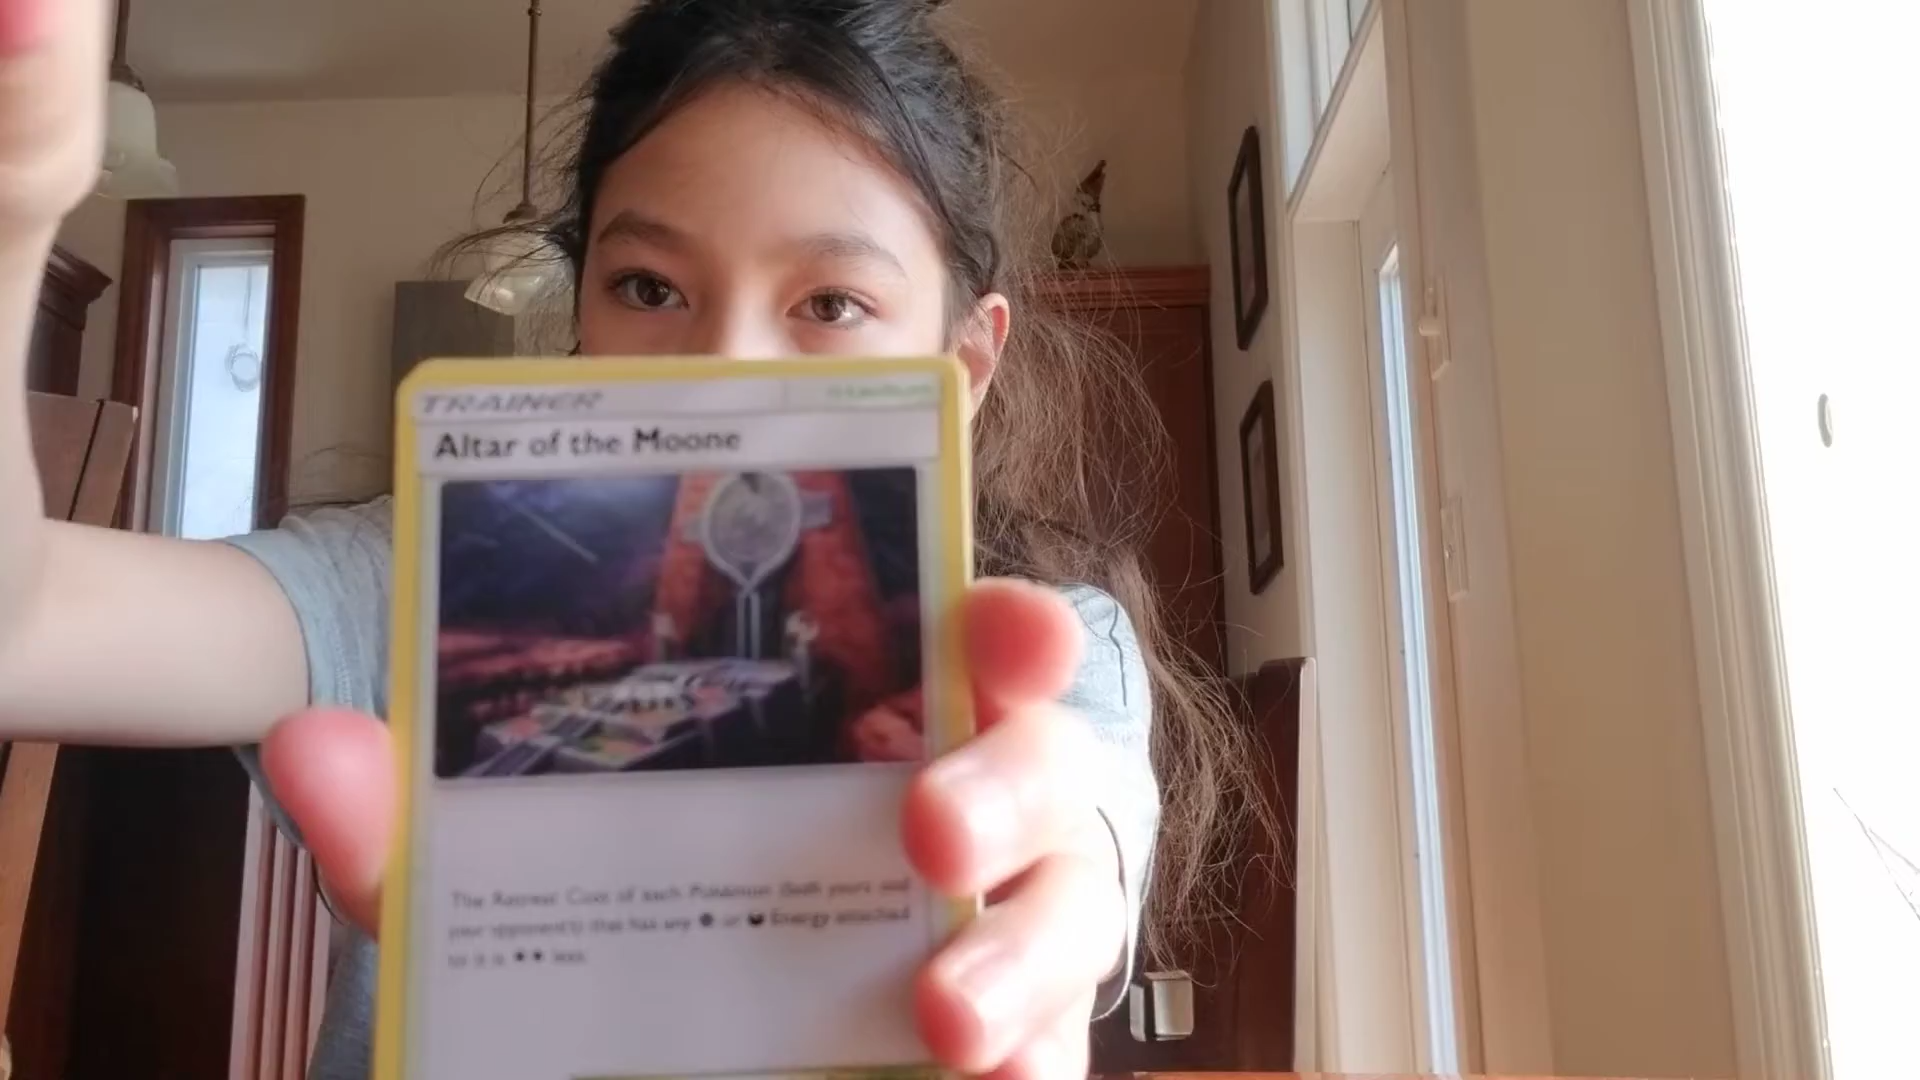 TRAINER
Altar of the Moone
The Retreat Cost of each Pokémon (both yours and
your opponent's) that has any or Energy attached
to it is less.